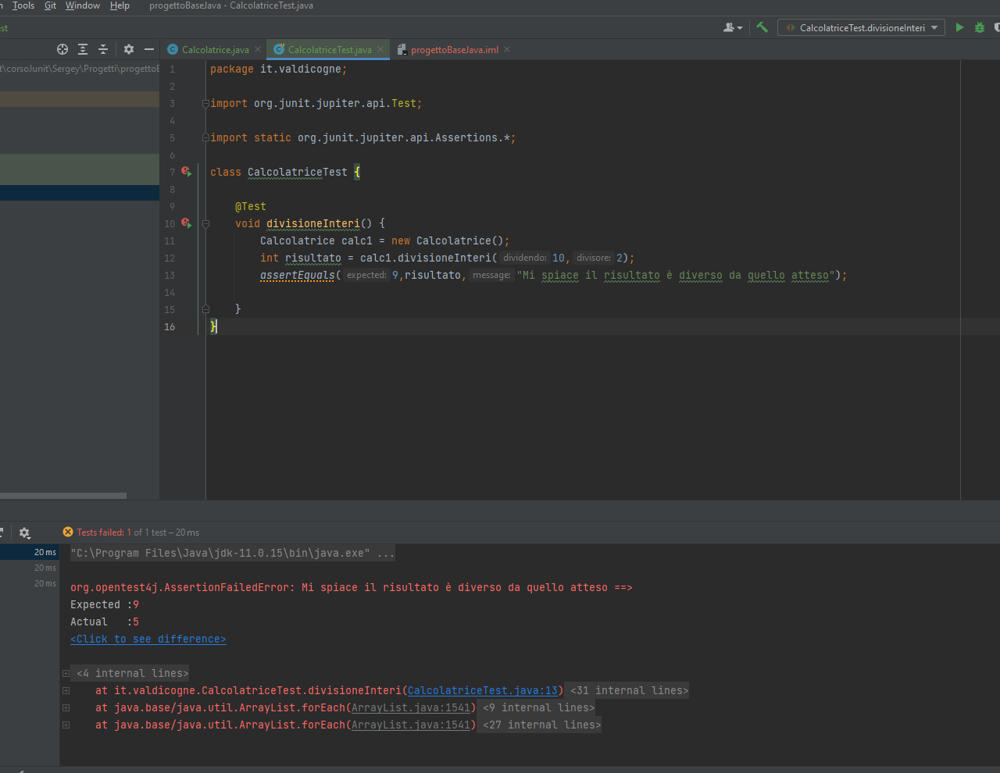 Tools Git Window Help progettoBaseJava - CalcolatriceTest.java
est
CalcolatriceTest.divisioneInteri
Calcolatrice.java
CalcolatriceTest.java
progettoBaseJava.iml
t\corsoJunit\Sergey\Progetti\progettoB
1 package it.valdicogne;
2
3 import org.junit.jupiter.api.Test;
4
5 import static org.junit.jupiter.api.Assertions.*;
6
7 class CalcolatriceTest {
8
9 @Test
10 void divisioneInteri() {
11 Calcolatrice calc1 = new Calcolatrice();
12 int risultato = calc1.divisioneInteri( dividendo: 10, divisore: 2);
13 assertEquals( expected: 9,risultato, message: "Mi spiace il risultato è diverso da quello atteso");
14
15 }
16 }
Tests failed: 1 of 1 test – 20 ms
20 ms
20 ms
20 ms
"C:\Program Files\Java\jdk-11.0.15\bin\java.exe" ...
org.opentest4j.AssertionFailedError: Mi spiace il risultato è diverso da quello atteso ==>
Expected :9
Actual   :5
<Click to see difference>
<4 internal lines>
at it.valdicogne.CalcolatriceTest.divisioneInteri(CalcolatriceTest.java:13) <31 internal lines>
at java.base/java.util.ArrayList.forEach(ArrayList.java:1541) <9 internal lines>
at java.base/java.util.ArrayList.forEach(ArrayList.java:1541) <27 internal lines>